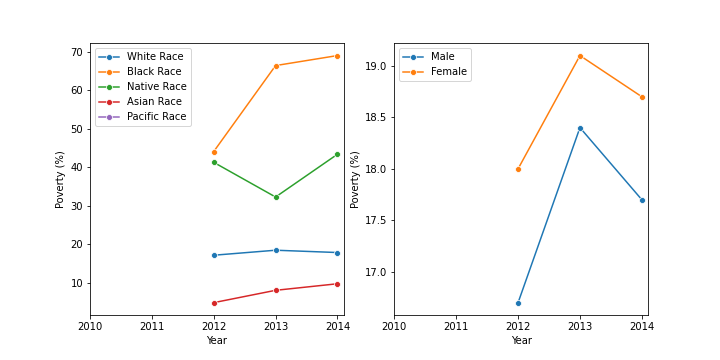 White Race
Black Race
Native Race
Asian Race
Pacific Race
70
60
50
40
30
20
10
Poverty (%)
2010 2011 2012 2013 2014
Year
Male
Female
19.0
18.5
18.0
17.5
17.0
Poverty (%)
2010 2011 2012 2013 2014
Year